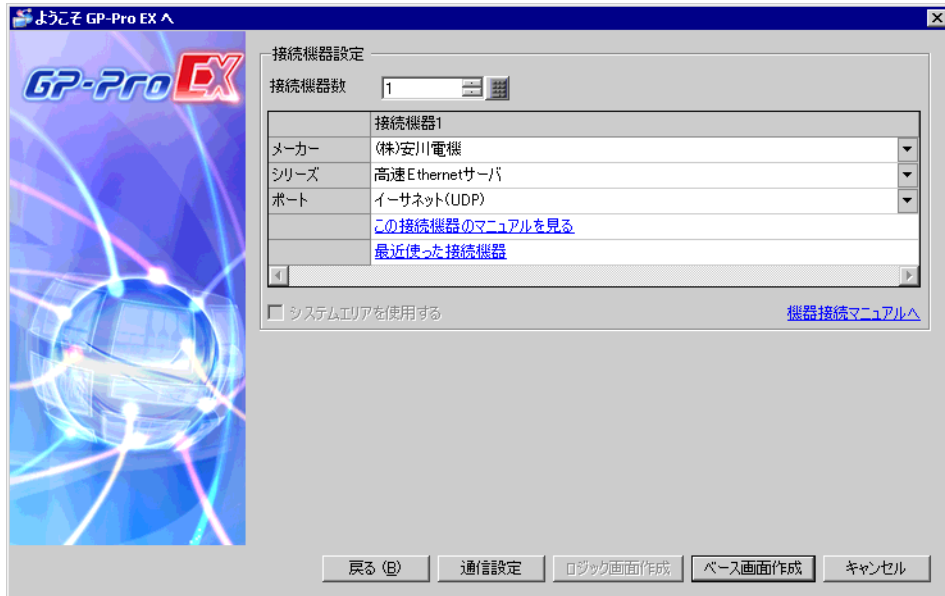 ようこそ GP-Pro EX へ
GP-Pro EX
接続機器設定
接続機器数 1
接続機器1
メーカー (株)安川電機
シリーズ 高速Ethernetサーバ
ポート イーサネット(UDP)
この接続機器のマニュアルを見る
最近使った接続機器
システムエリアを使用する 機器接続マニュアルへ
戻る (B) 通信設定 ロジック画面作成 ベース画面作成 キャンセル